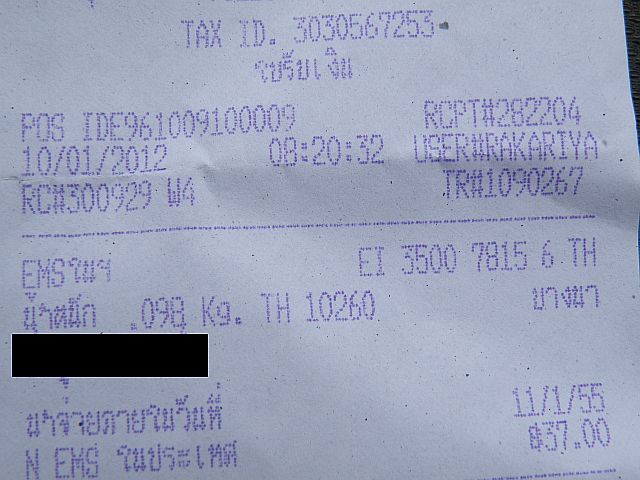 TAX ID. 3030567253
ใบรับเงิน
POS IDE961009100009 RCPT#282204
10/01/2012 08:20:32 USER#RAKARIYA
RC#300929 W4 TR#1090267
EMSในฯ EI 3500 7815 6 TH
น้ำหนัก .098 Kg. TH 10260 บางนา
นำจ่ายภายในวันที่ 11/1/55
N EMS ในประเทศ ฿37.00